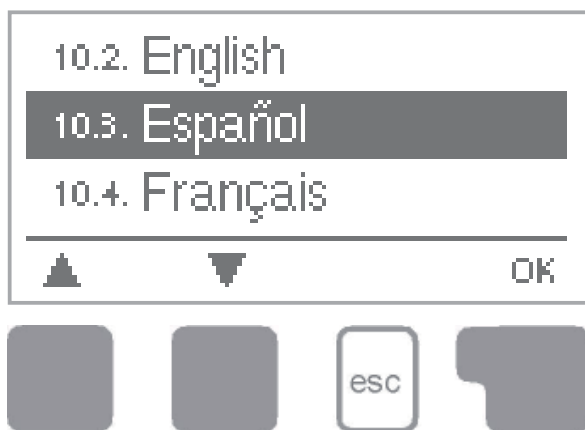 10.2. English
10.3. Español
10.4. Français
OK
esc